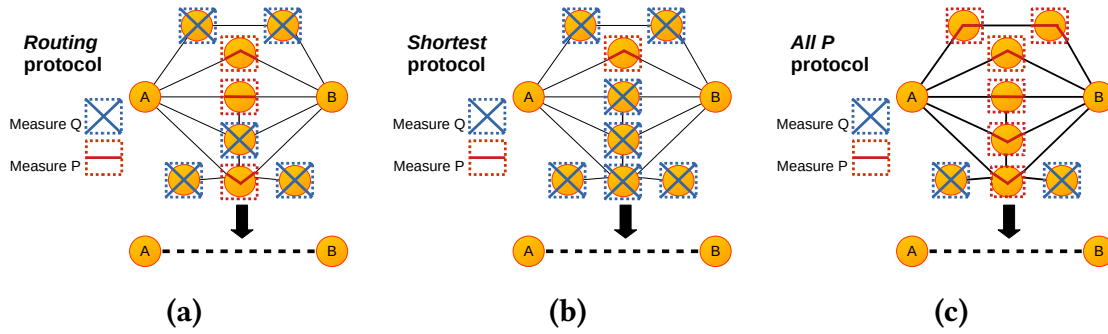 Routing
protocol
A
B
Measure Q
Measure P
A
B
(a)
Shortest
protocol
A
B
Measure Q
Measure P
A
B
(b)
All P
protocol
A
B
Measure Q
Measure P
A
B
(c)